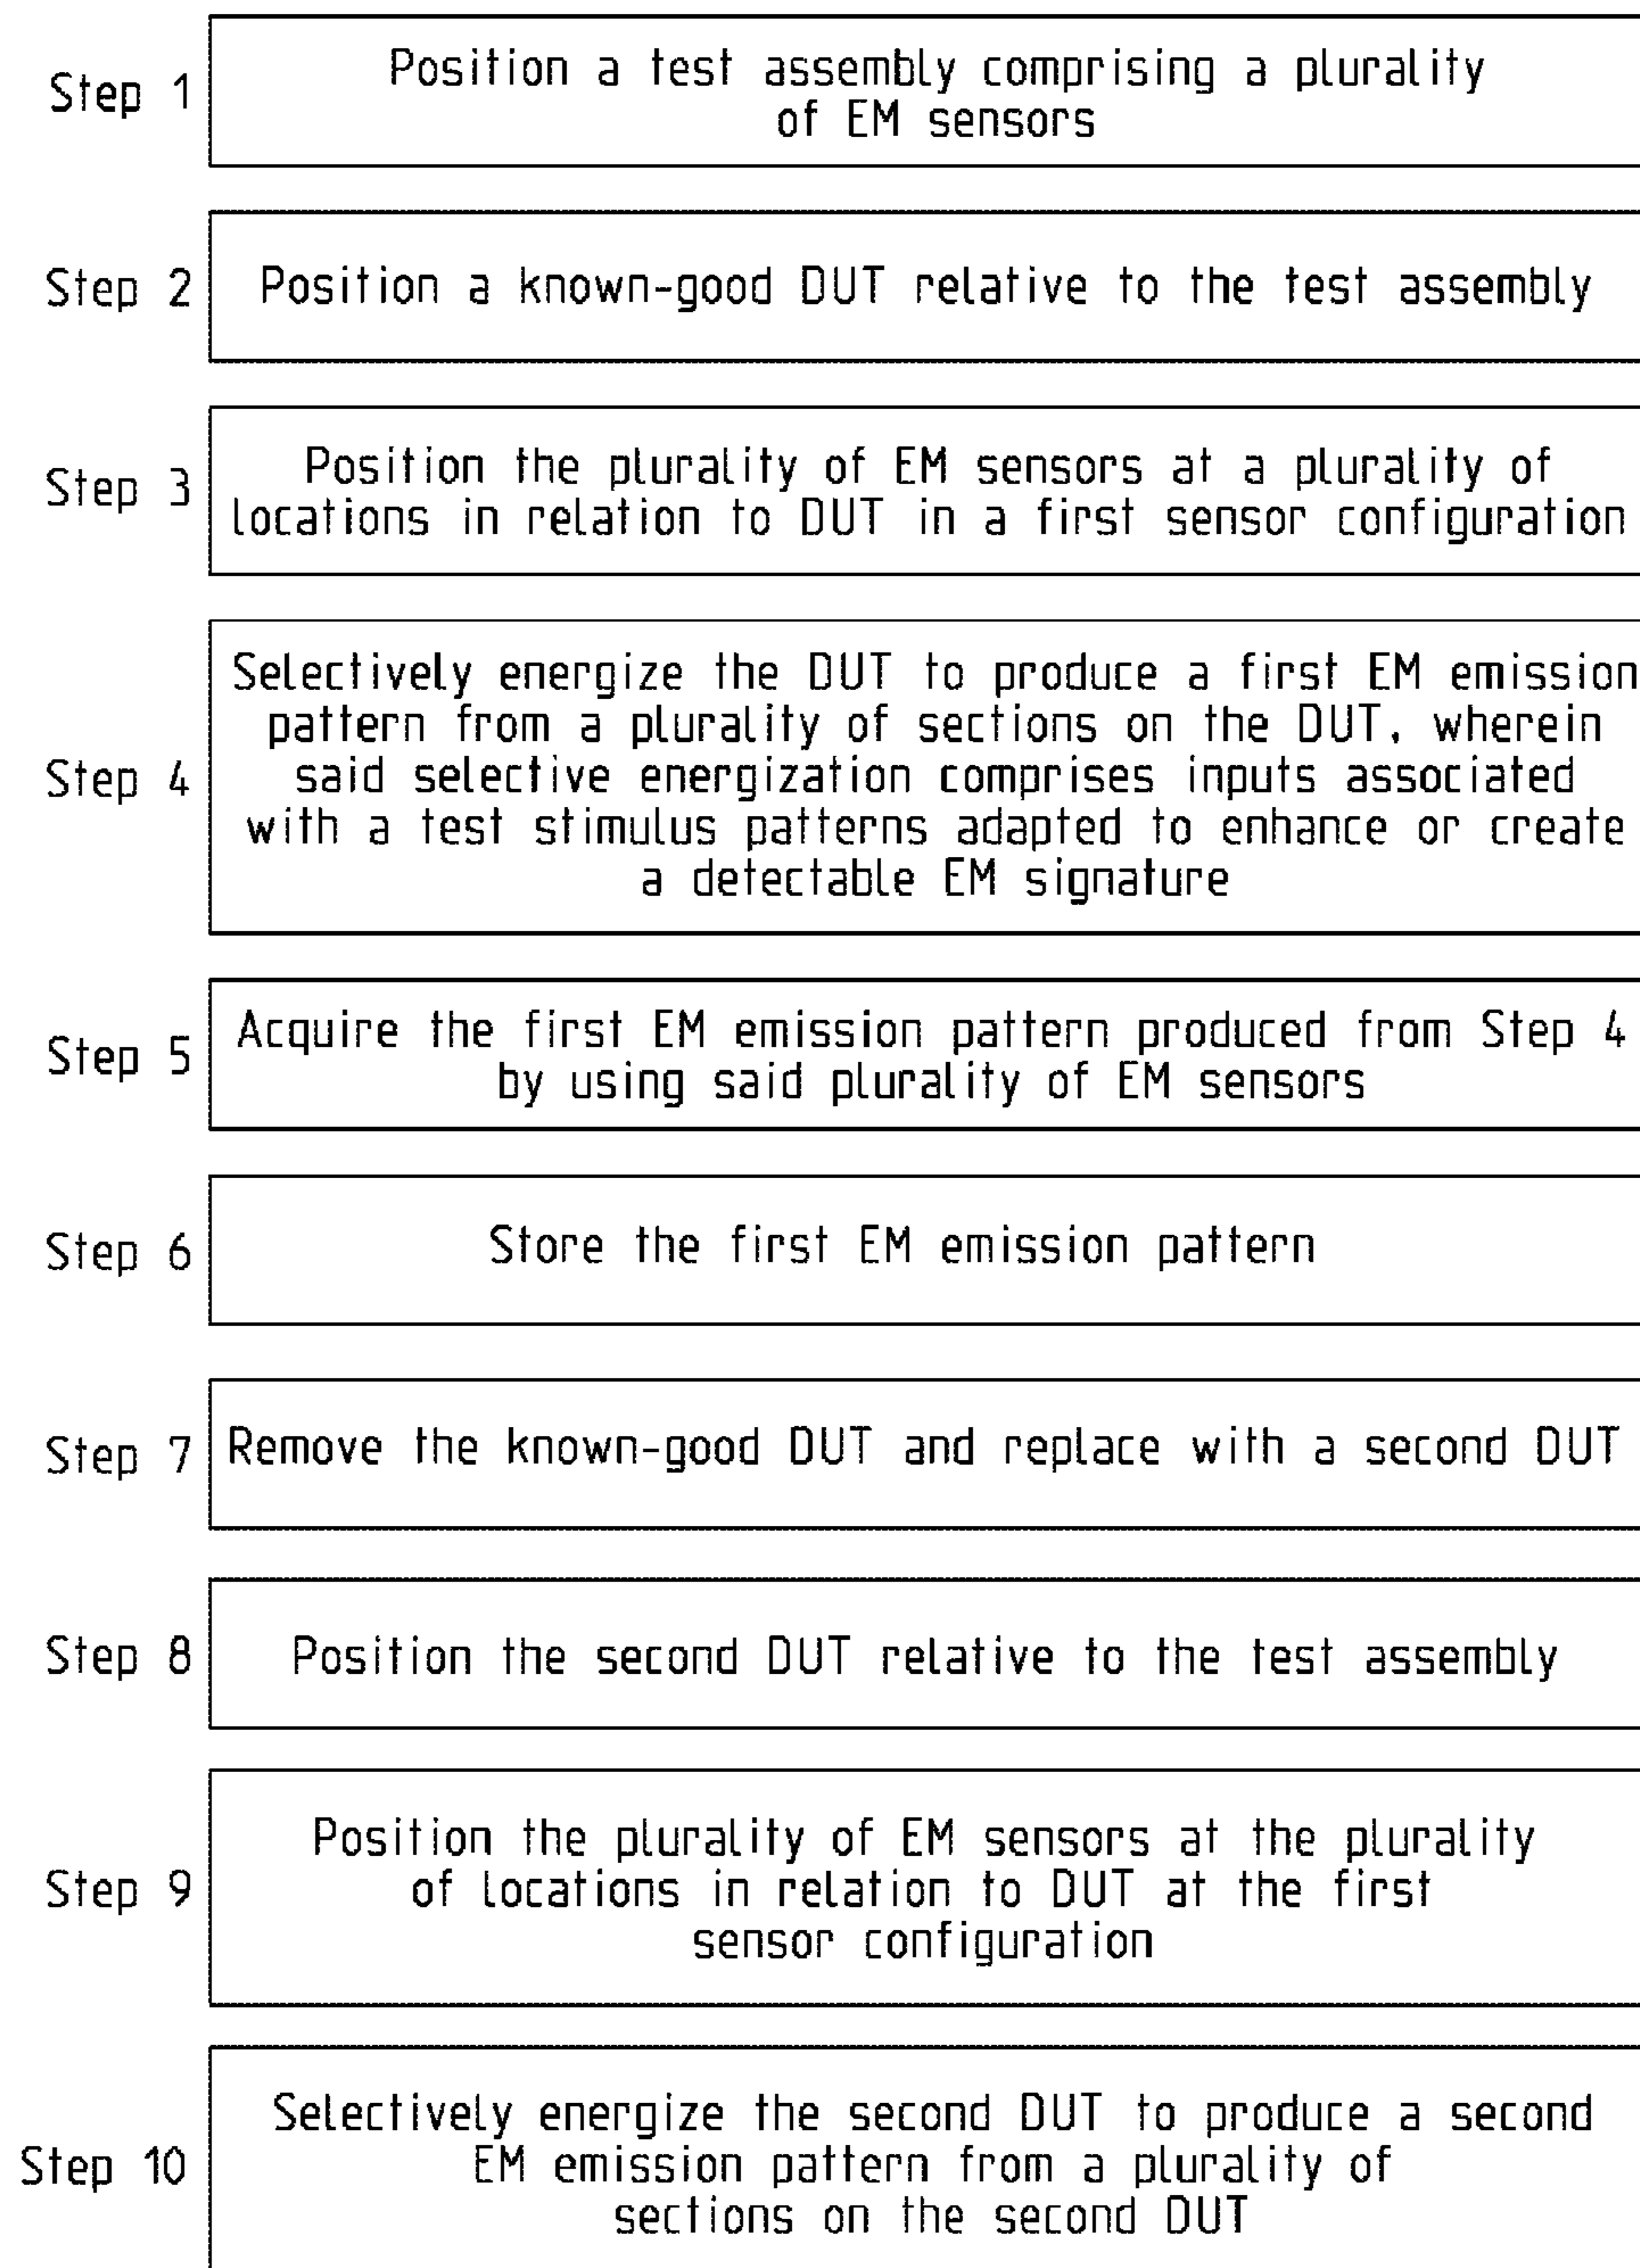 Step 1
Position a test assembly comprising a plurality
of EM sensors
Step 2
Position a known-good DUT relative to the test assembly
Step 3
Position the plurality of EM sensors at a plurality of
locations in relation to DUT in a first sensor configuration
Step 4
Selectively energize the DUT to produce a first EM emission
pattern from a plurality of sections on the DUT, wherein
said selective energization comprises inputs associated
with a test stimulus patterns adapted to enhance or create
a detectable EM signature
Step 5
Acquire the first EM emission pattern produced from Step 4
by using said plurality of EM sensors
Step 6
Store the first EM emission pattern
Step 7
Remove the known-good DUT and replace with a second DUT
Step 8
Position the second DUT relative to the test assembly
Step 9
Position the plurality of EM sensors at the plurality
of locations in relation to DUT at the first
sensor configuration
Step 10
Selectively energize the second DUT to produce a second
EM emission pattern from a plurality of
sections on the second DUT